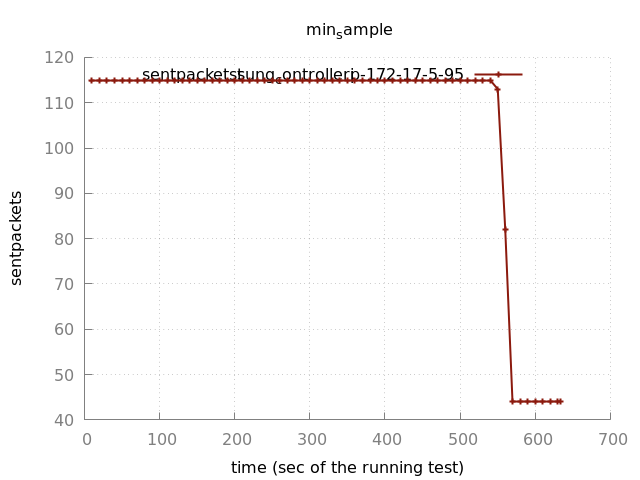 min_sample
120
sentpacketstsung_controllerip-172-17-5-95
110
100
90
80
70
60
50
40
sentpackets
0 100 200 300 400 500 600 700
time (sec of the running test)